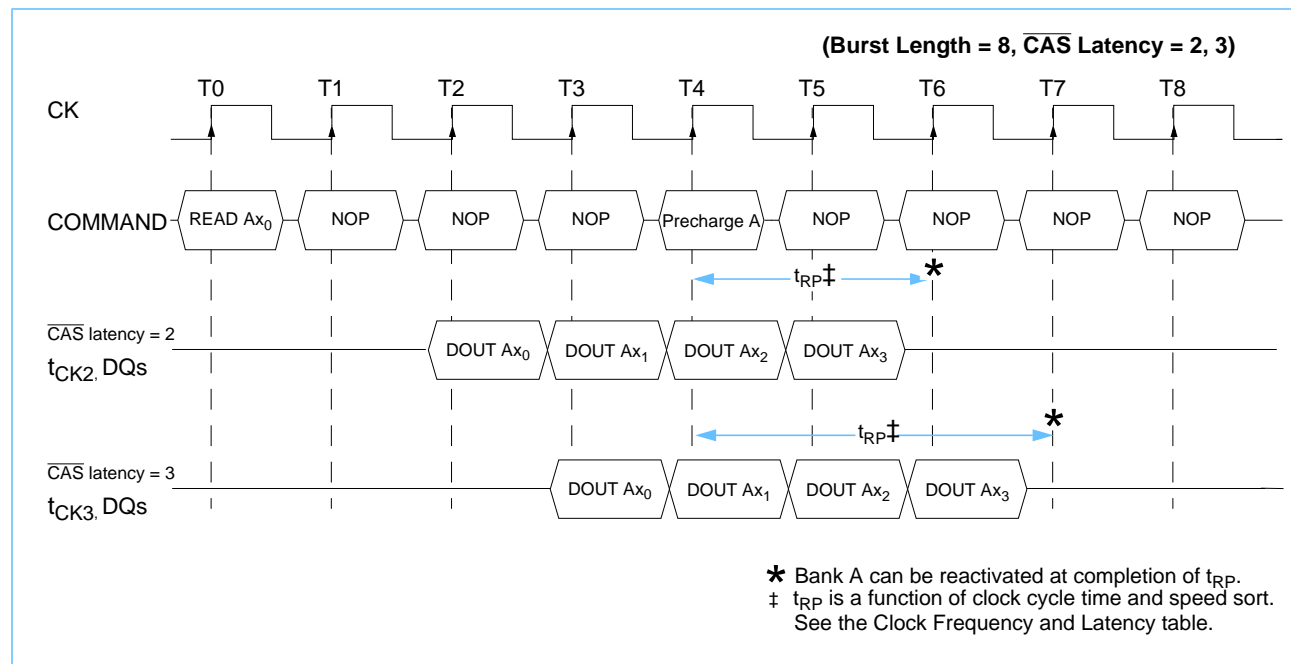 (Burst Length = 8, CAS Latency = 2, 3)
T0 T1 T2 T3 T4 T5 T6 T7 T8
CK
COMMAND READ Ax0 NOP NOP NOP Precharge A NOP NOP NOP NOP
tRP‡ *
CAS latency = 2
tCK2, DQs
DOUT Ax0 DOUT Ax1 DOUT Ax2 DOUT Ax3
tRP‡ *
CAS latency = 3
tCK3, DQs
DOUT Ax0 DOUT Ax1 DOUT Ax2 DOUT Ax3
* Bank A can be reactivated at completion of tRP.
‡ tRP is a function of clock cycle time and speed sort.
See the Clock Frequency and Latency table.